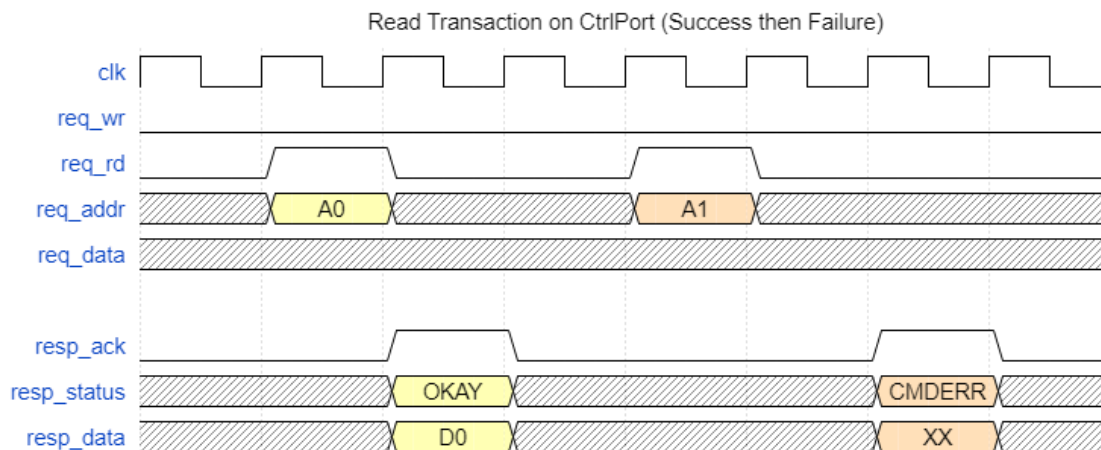 Read Transaction on CtrlPort (Success then Failure)
clk
req_wr
req_rd
req_addr A0 A1
req_data
resp_ack
resp_status OKAY CMDERR
resp_data D0 XX